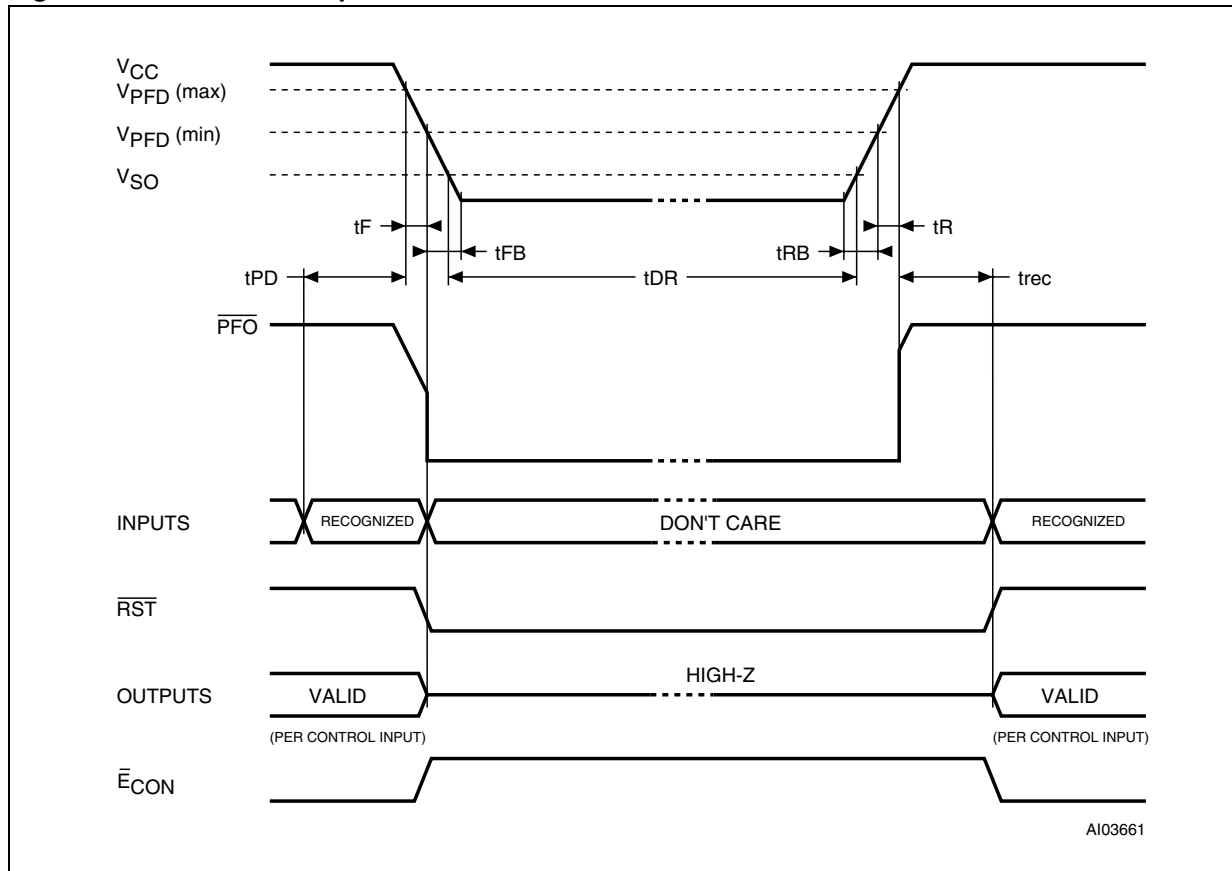 VCC
VPFD (max)
VPFD (min)
VSO
tF
tR
tFB
tRB
tPD
tDR
trec
PFO
INPUTS
RECOGNIZED
DON'T CARE
RECOGNIZED
RST
HIGH-Z
OUTPUTS
VALID
VALID
(PER CONTROL INPUT)
(PER CONTROL INPUT)
ECON
AI03661